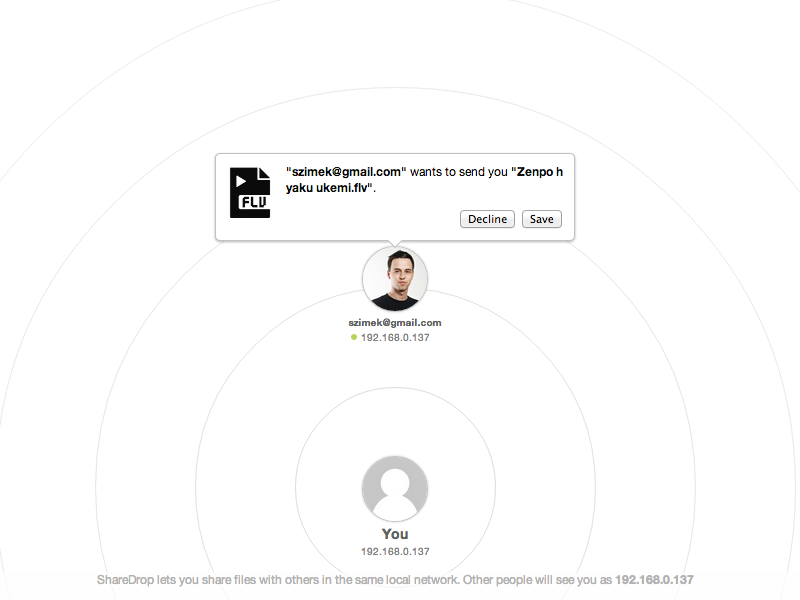 "szimek@gmail.com" wants to send you "Zenpo h
yaku ukemi.flv".
FLV
Decline Save
szimek@gmail.com
192.168.0.137
You
192.168.0.137
ShareDrop lets you share files with others in the same local network. Other people will see you as 192.168.0.137